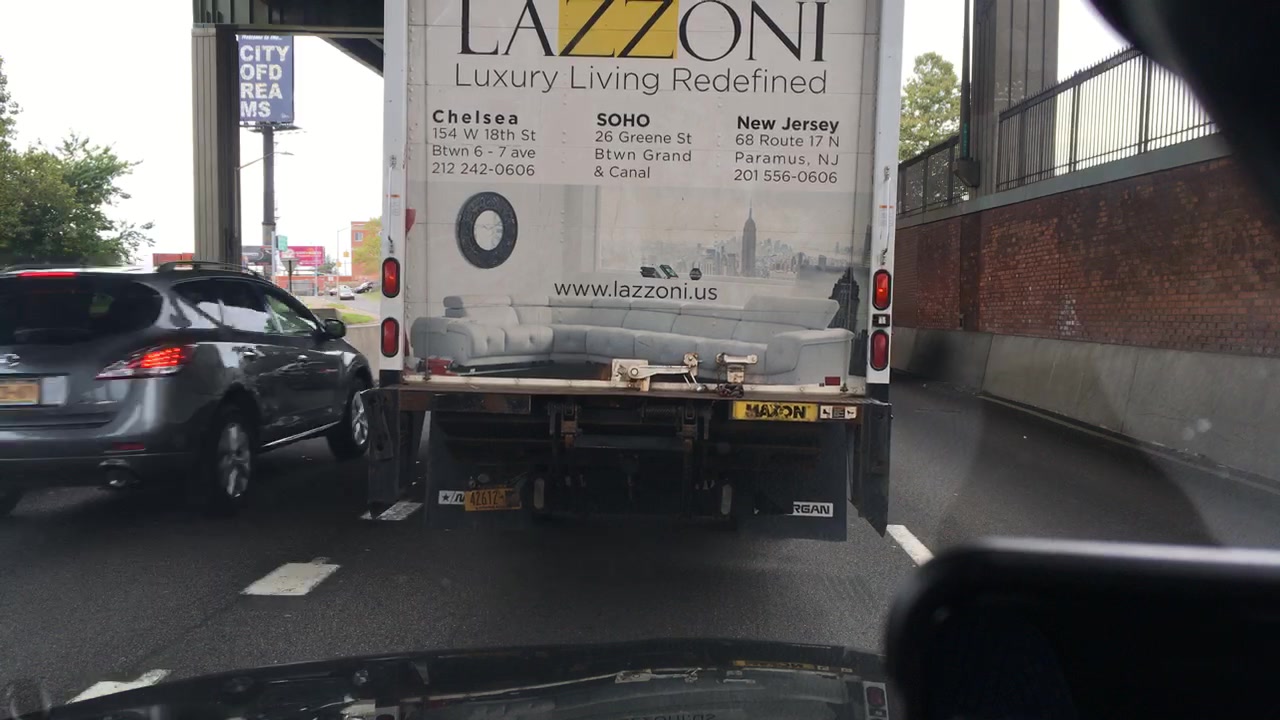 CITY
OFD
REA
MS
LAZZONI
Luxury Living Redefined
Chelsea
154 W 18th St
Btwn 6 - 7 ave
212 242-0606
SOHO
26 Greene St
Btwn Grand
& Canal
New Jersey
68 Route 17 N
Paramus, NJ
201 556-0606
www.lazzoni.us
MAXON
42612
RGAN